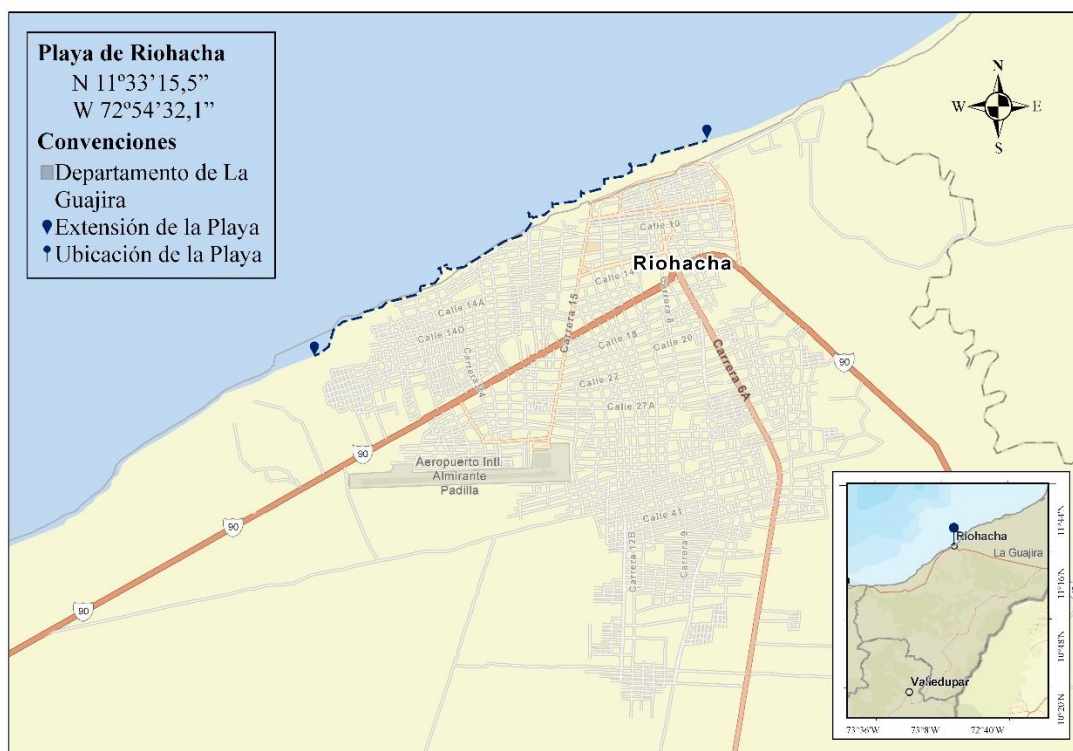 Playa de Riohacha
N 11º33'15,5”
W 72º54'32,1”
Convenciones
Departamento de La
Guajira
Extensión de la Playa
Ubicación de la Playa
N
W E
S
Calle 10
Riohacha
Calle 14
Calle 14A
Carrera 15
Carrera 8
Calle 14D
Calle 18
Calle 20
Carrera 6A
90
Calle 22
Calle 27A
90
Aeropuerto Intl.
Almirante
Padilla
Calle 41
90
Carrera 12B
Carrera 9
90
Riohacha
La Guajira
Valledupar
11°44'N
11°16'N
10°48'N
10°20'N
73°36'W 73°8'W 72°40'W